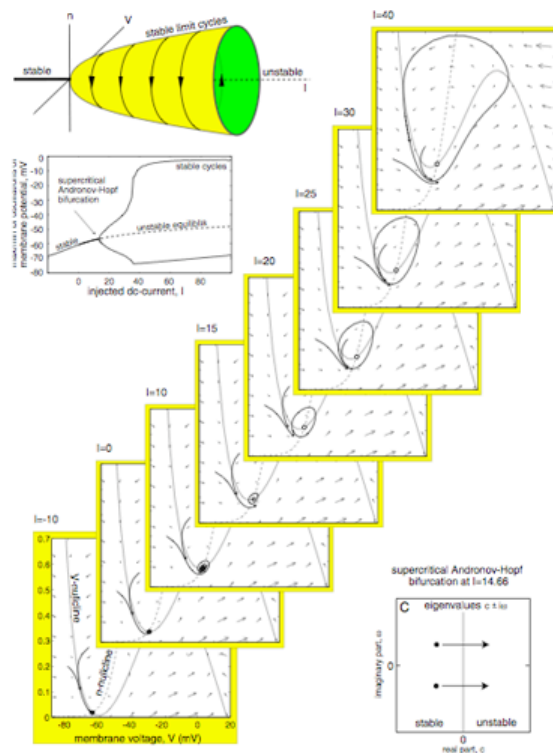 n
V
stable limit cycles
stable
unstable
I
membrane potential, mV
0
-10
-20
-30
-40
-50
-60
-70
-80
supercritical
Andronov-Hopf
bifurcation
stable cycles
unstable equilibria
stable
0 20 40 60 80
injected dc-current, I
I=40
I=30
I=25
I=20
I=15
I=10
I=0
I=-10
0.7
0.6
0.5
0.4
0.3
0.2
0.1
0
V-nullcline
n-nullcline
-80 -60 -40 -20 0 20
membrane voltage, V (mV)
supercritical Andronov-Hopf
bifurcation at I=14.66
C eigenvalues c ± iω
imaginary part, ω
0
stable unstable
0
real part, c